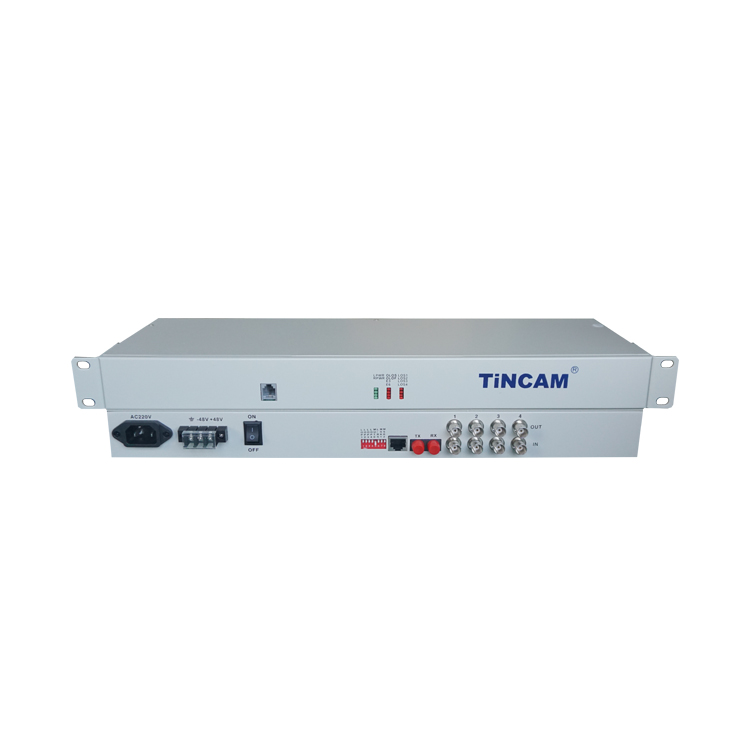 TiNCAM®
AC220V
-48V +48V
ON
OFF
TX RX
1 2 3 4
OUT
IN